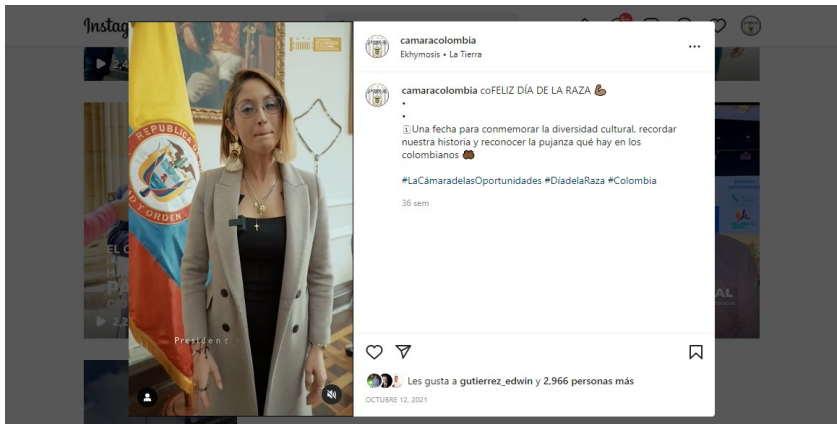 Instag
camaracolombia
Ekhymosis • La Tierra
camaracolombia coFELIZ DÍA DE LA RAZA 💪🏾
•
•
ℹ️Una fecha para conmemorar la diversidad cultural, recordar
nuestra historia y reconocer la pujanza qué hay en los
colombianos
#LaCámaradelasOportunidades #DíadelaRaza #Colombia
36 sem
REPUBLICA
Y ORDEN
President
Les gusta a gutierrez_edwin y 2,966 personas más
OCTUBRE 12, 2021